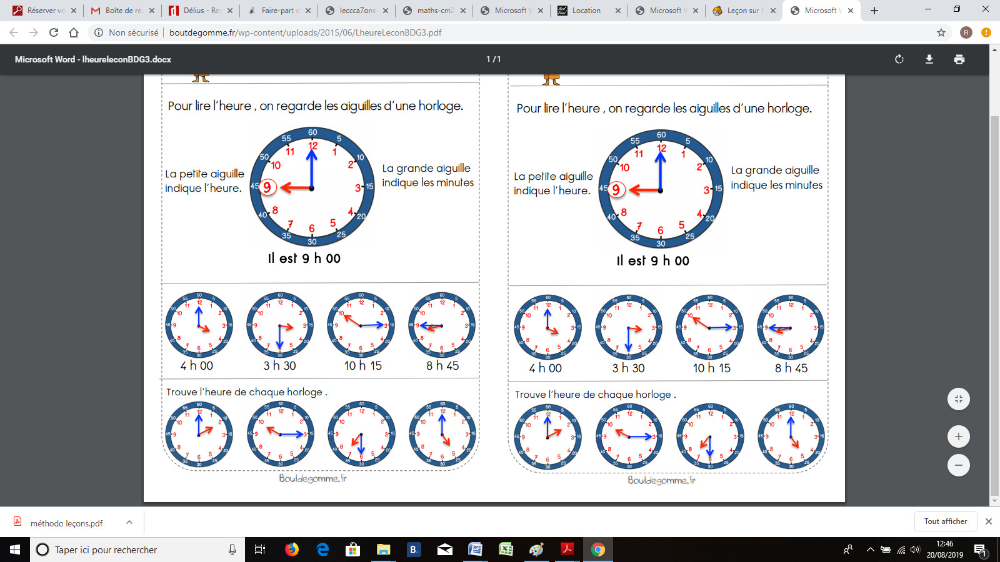 Réserver vo
Boîte de réc
Délius - Rec
Faire-part d
leccca7ons
maths-cm2
Microsoft W
Location
Microsoft W
Leçon sur l'
Microsoft W
Non sécurisé
boutdegomme.fr/wp-content/uploads/2015/06/LheureLeconBDG3.pdf
R
Microsoft Word - lheureleconBDG3.docx
1 / 1
Pour lire l'heure , on regarde les aiguilles d'une horloge.
La petite aiguille
indique l'heure.
60 5 10 15 20 25 30 35 40 45 50 55
12 1 2 3 4 5 6 7 8 9 10 11
La grande aiguille
indique les minutes
Il est 9 h 00
4 h 00
3 h 30
10 h 15
8 h 45
Trouve l'heure de chaque horloge .
Boutdegomme.fr
Pour lire l'heure , on regarde les aiguilles d'une horloge.
La petite aiguille
indique l'heure.
60 5 10 15 20 25 30 35 40 45 50 55
12 1 2 3 4 5 6 7 8 9 10 11
La grande aiguille
indique les minutes
Il est 9 h 00
4 h 00
3 h 30
10 h 15
8 h 45
Trouve l'heure de chaque horloge .
Boutdegomme.fr
méthodo leçons.pdf
Tout afficher
Taper ici pour rechercher
12:46
20/08/2019
1